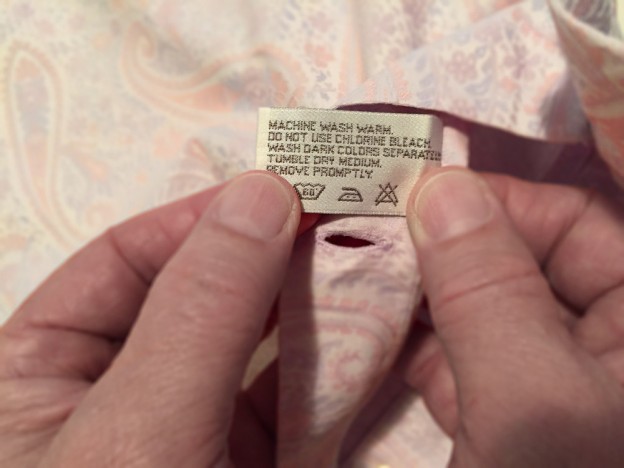 MACHINE WASH WARM.
DO NOT USE CHLORINE BLEACH
WASH DARK COLORS SEPARATELY
TUMBLE DRY MEDIUM.
REMOVE PROMPTLY.
60